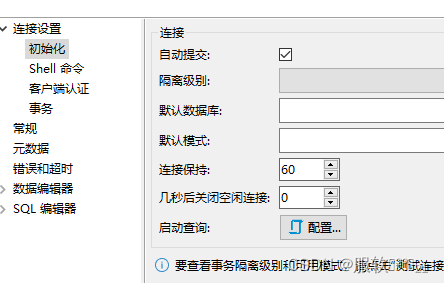 连接设置
初始化
Shell 命令
客户端认证
事务
常规
元数据
错误和超时
数据编辑器
SQL 编辑器
连接
自动提交:
隔离级别:
默认数据库:
默认模式:
连接保持: 60
几秒后关闭空闲连接: 0
启动查询: 配置...
要查看事务隔离级别和可用模式，请点击"测试连接